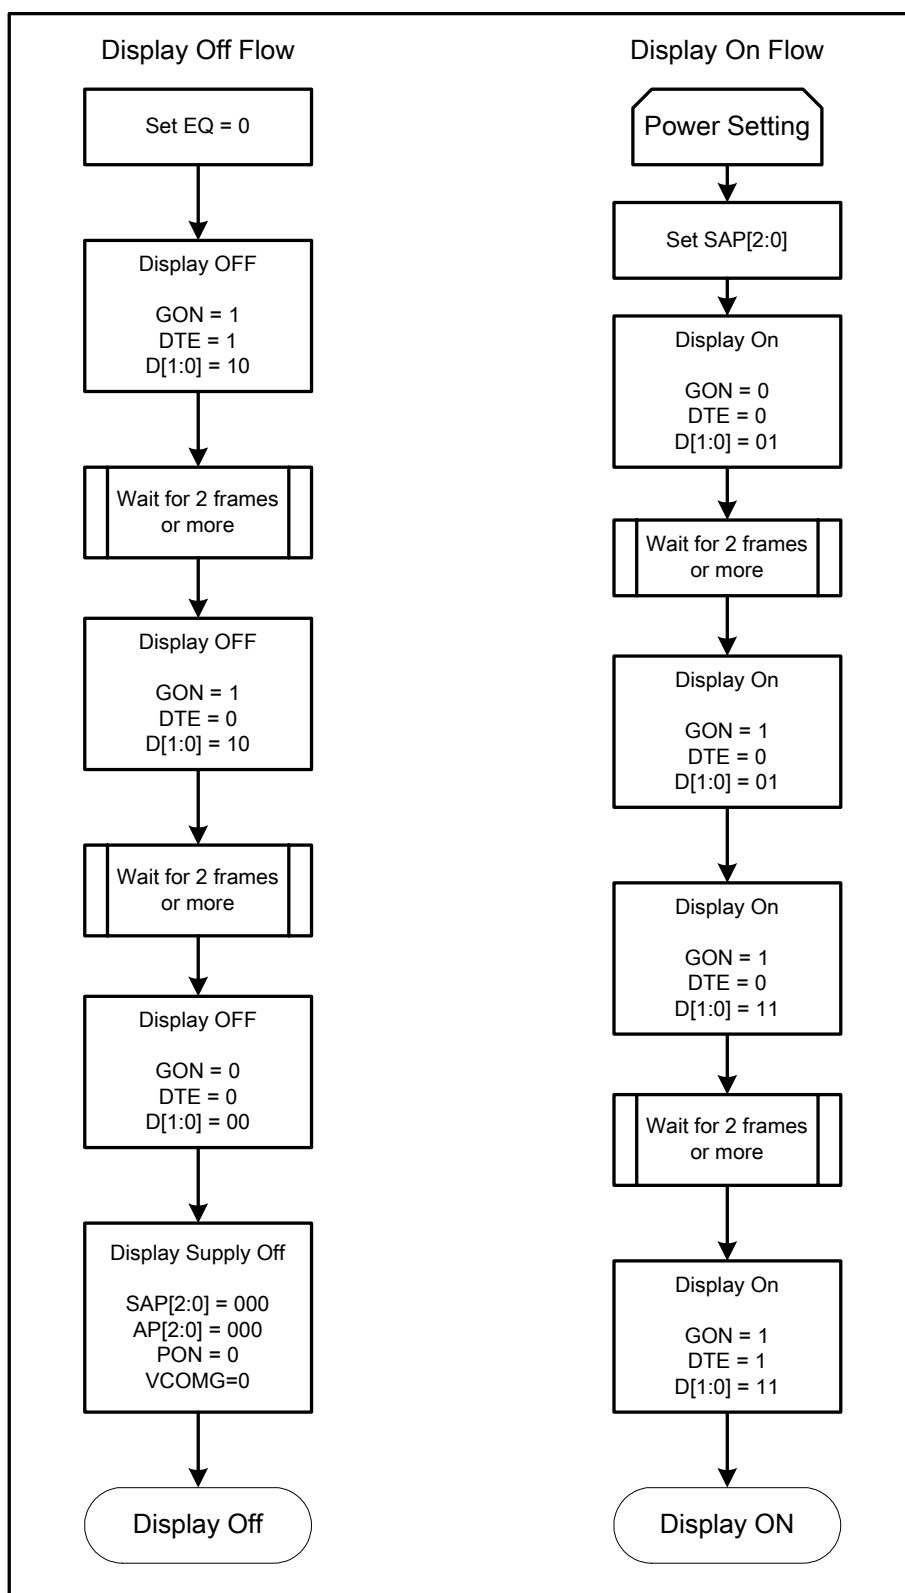 Display Off Flow
Set EQ = 0
Display OFF
GON = 1
DTE = 1
D[1:0] = 10
Wait for 2 frames
or more
Display OFF
GON = 1
DTE = 0
D[1:0] = 10
Wait for 2 frames
or more
Display OFF
GON = 0
DTE = 0
D[1:0] = 00
Display Supply Off
SAP[2:0] = 000
AP[2:0] = 000
PON = 0
VCOMG=0
Display Off
Display On Flow
Power Setting
Set SAP[2:0]
Display On
GON = 0
DTE = 0
D[1:0] = 01
Wait for 2 frames
or more
Display On
GON = 1
DTE = 0
D[1:0] = 01
Display On
GON = 1
DTE = 0
D[1:0] = 11
Wait for 2 frames
or more
Display On
GON = 1
DTE = 1
D[1:0] = 11
Display ON